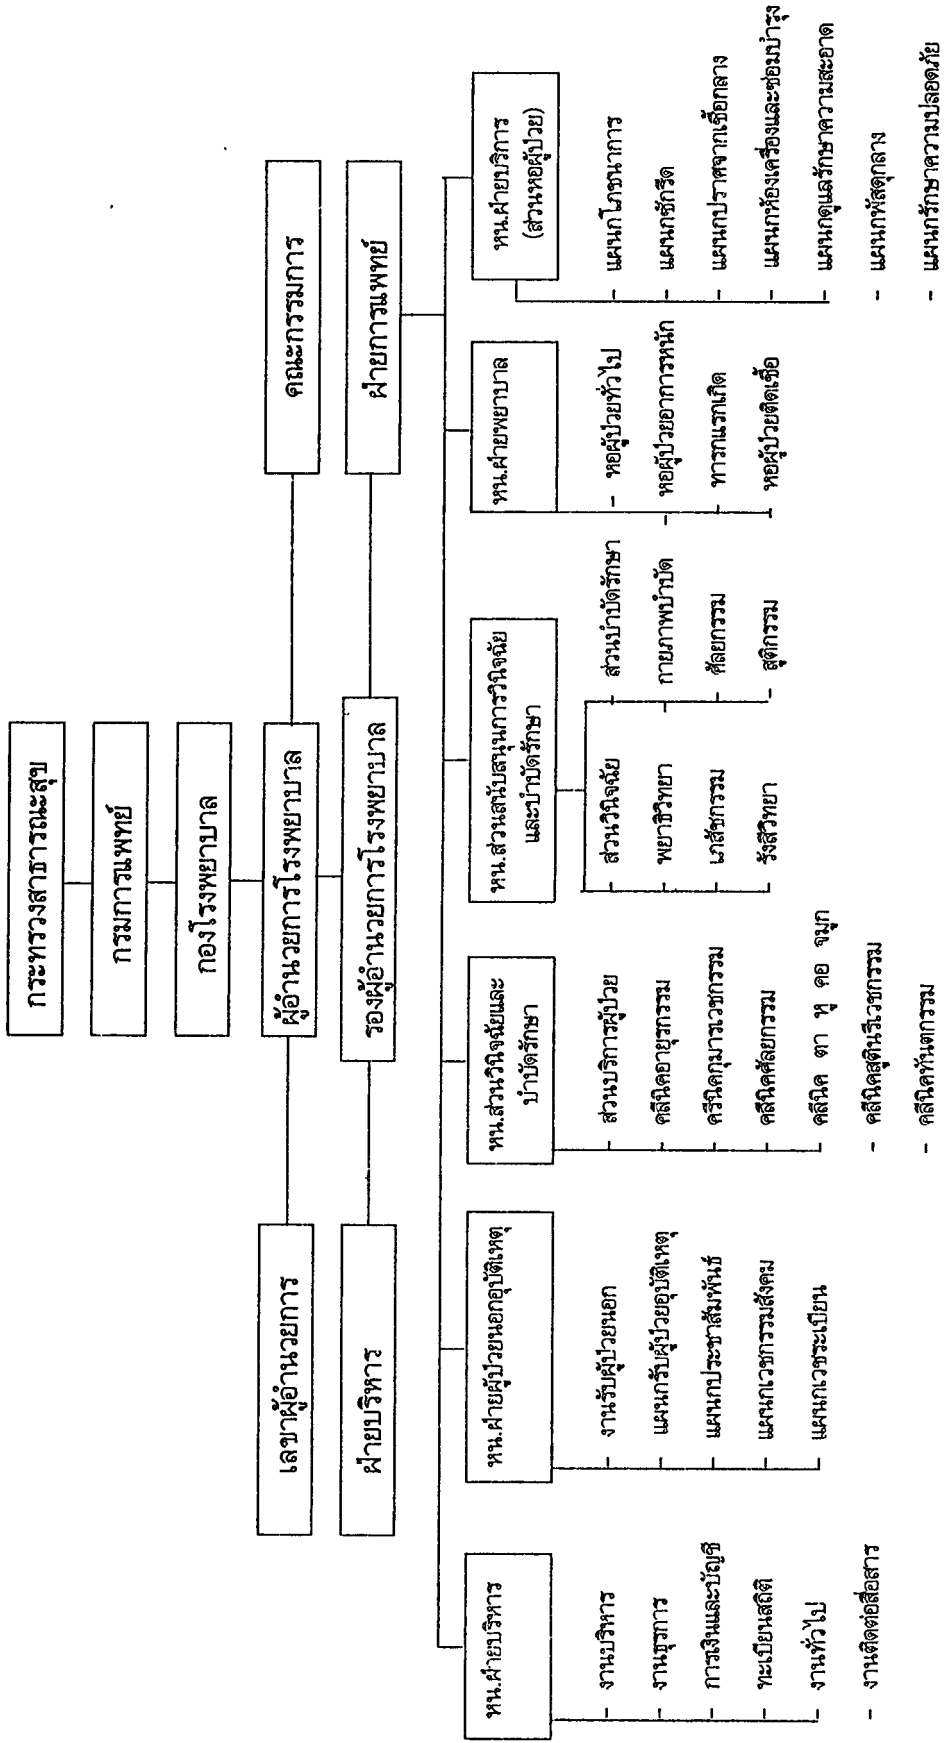 กระทรวงสาธารณะสุข
กรมการแพทย์
กองโรงพยาบาล
เลขาผู้อำนวยการ
ผู้อำนวยการโรงพยาบาล
คณะกรรมการ
ฝ่ายบริหาร
รองผู้อำนวยการโรงพยาบาล
ฝ่ายการแพทย์
หน.ฝ่ายบริหาร
- งานบริหาร
- งานธุรการ
- การเงินและบัญชี
- ทะเบียนสถิติ
- งานทั่วไป
- งานติดต่อสื่อสาร
หน.ฝ่ายผู้ป่วยนอกอุบัติเหตุ
งานรับผู้ป่วยนอก
แผนกรับผู้ป่วยอุบัติเหตุ
แผนกประชาสัมพันธ์
แผนกเวชกรรมสังคม
แผนกเวชระเบียน
หน.ส่วนวินิจฉัยและ
บำบัดรักษา
ส่วนบริการผู้ป่วย
คลีนิคอายุรกรรม
ครีนิคกุมารเวชกรรม
คลีนิคศัลยกรรม
คลีนิค ตา หู คอ จมูก
- คลีนิคสูตินรีเวชกรรม
- คลีนิคทันตกรรม
หน.ส่วนสนับสนุนการวินิจฉัย
และบำบัดรักษา
ส่วนวินิจฉัย
พยาธิวิทยา
เภสัชกรรม
รังสีวิทยา
ส่วนบำบัดรักษา
กายภาพบำบัด
ศัลยกรรม
สูติกรรม
หน.ฝ่ายพยาบาล
- หอผู้ป่วยทั่วไป
- หอผู้ป่วยอาการหนัก
- ทารกแรกเกิด
หอผู้ป่วยติดเชื้อ
หน.ฝ่ายบริการ
(ส่วนหอผู้ป่วย)
- แผนกโภชนาการ
- แผนกซักรีด
- แผนกปราศจากเชื้อกลาง
- แผนกห้องเครื่องและซ่อมบำรุง
- แผนกดูแลรักษาความสะอาด
- แผนกพัสดุกลาง
- แผนกรักษาความปลอดภัย